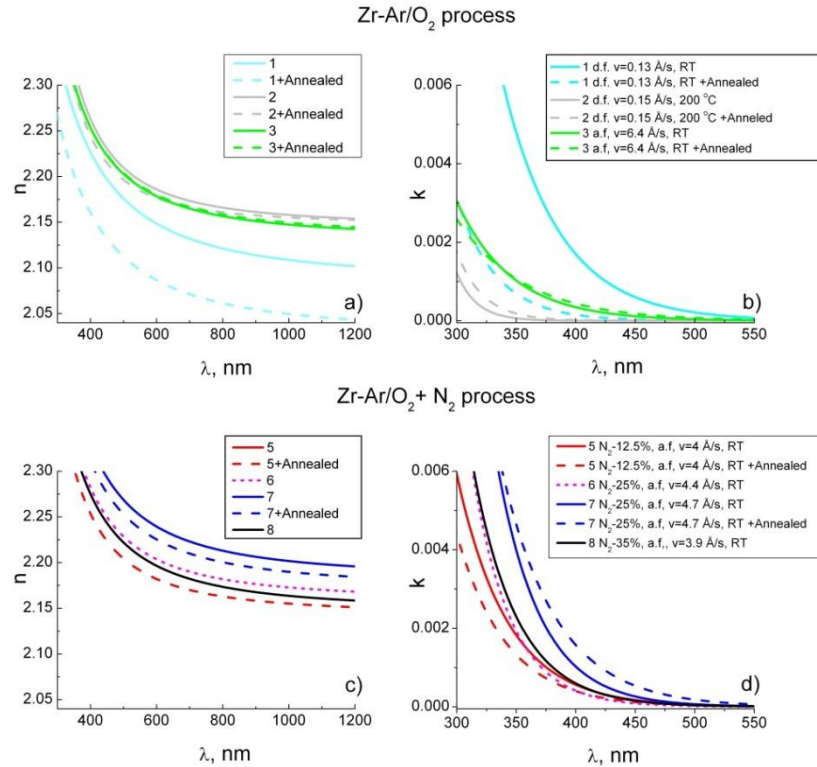 Zr-Ar/O₂ process
2.30
2.25
2.20
2.15
2.10
2.05
n
1
1+Annealed
2
2+Annealed
3
3+Annealed
a)
400 600 800 1000 1200
λ, nm
0.006
0.004
0.002
0.000
k
1 d.f. v=0.13 Å/s, RT
1 d.f. v=0.13 Å/s, RT +Annealed
2 d.f. v=0.15 Å/s, 200 °C
2 d.f. v=0.15 Å/s, 200 °C +Anneled
3 a.f, v=6.4 Å/s, RT
3 a.f, v=6.4 Å/s, RT +Annealed
b)
300 350 400 450 500 550
λ, nm
Zr-Ar/O₂+ N₂ process
2.30
2.25
2.20
2.15
2.10
2.05
n
5
5+Annealed
6
7
7+Annealed
8
c)
400 600 800 1000 1200
λ, nm
0.006
0.004
0.002
0.000
k
5 N₂-12.5%, a.f, v=4 Å/s, RT
5 N₂-12.5%, a.f, v=4 Å/s, RT +Annealed
6 N₂-25%, a.f, v=4.4 Å/s, RT
7 N₂-25%, a.f, v=4.7 Å/s, RT
7 N₂-25%, a.f, v=4.7 Å/s, RT +Annealed
8 N₂-35%, a.f,, v=3.9 Å/s, RT
d)
300 350 400 450 500 550
λ, nm